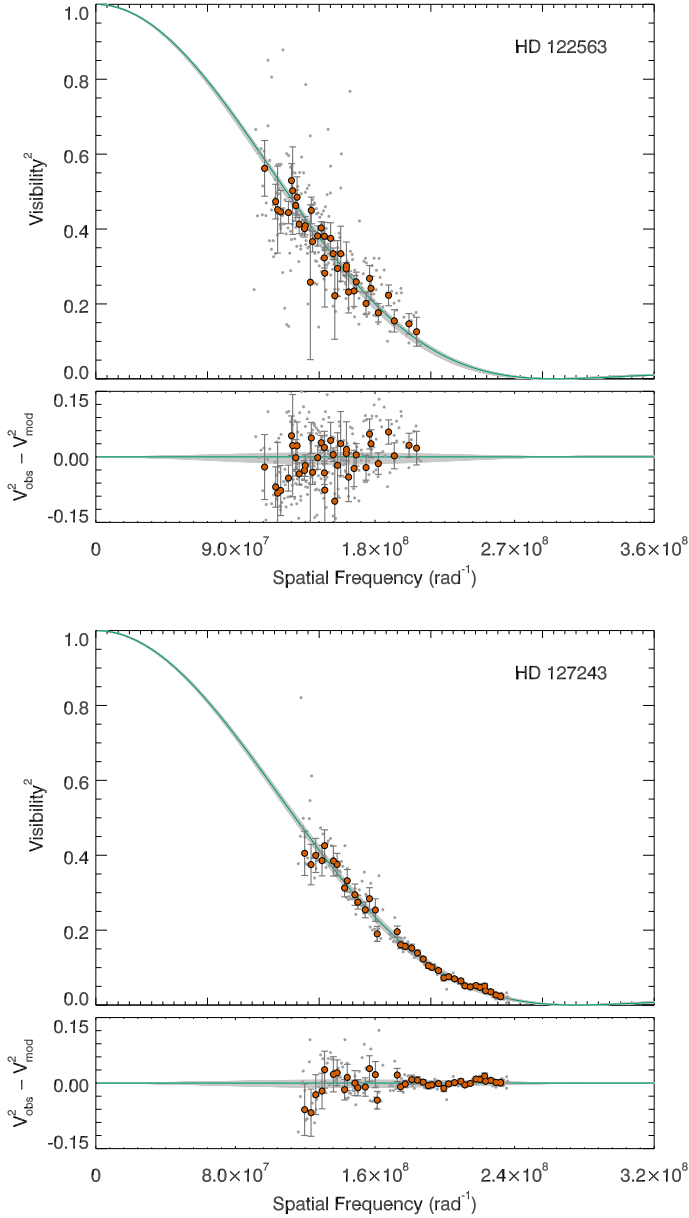 1.0
HD 122563
0.8
0.6
0.4
0.2
0.0
Visibility²
0.15
0.00
-0.15
V²obs − V²mod
0 9.0×10⁷ 1.8×10⁸ 2.7×10⁸ 3.6×10⁸
Spatial Frequency (rad⁻¹)
1.0
HD 127243
0.8
0.6
0.4
0.2
0.0
Visibility²
0.15
0.00
-0.15
V²obs − V²mod
0 8.0×10⁷ 1.6×10⁸ 2.4×10⁸ 3.2×10⁸
Spatial Frequency (rad⁻¹)